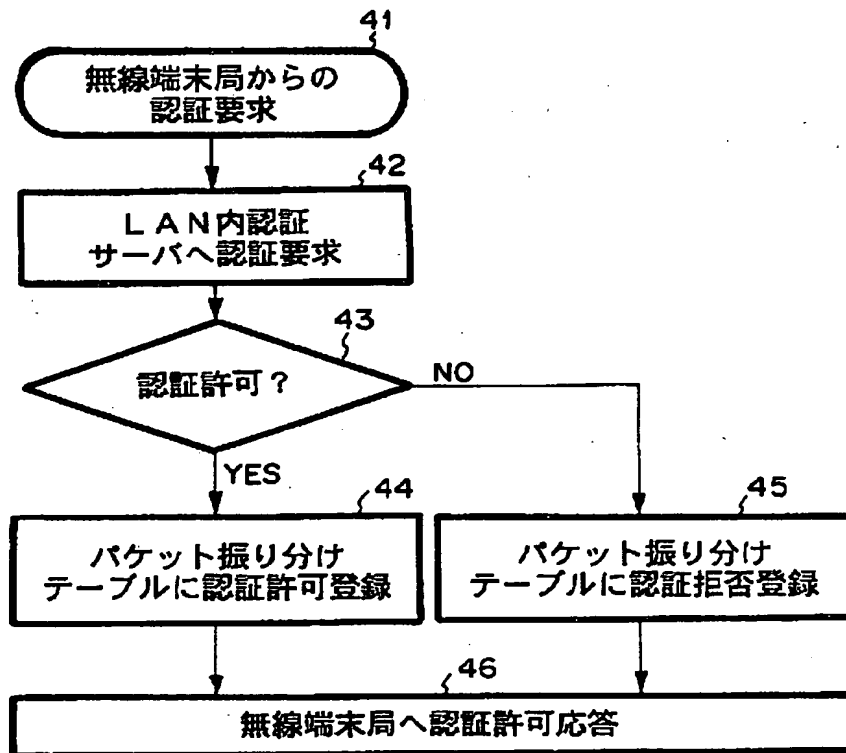 41
無線端末局からの
認証要求
42
LAN内認証
サーバへ認証要求
43
認証許可?
NO
YES
44
パケット振り分け
テーブルに認証許可登録
45
パケット振り分け
テーブルに認証拒否登録
46
無線端末局へ認証許可応答